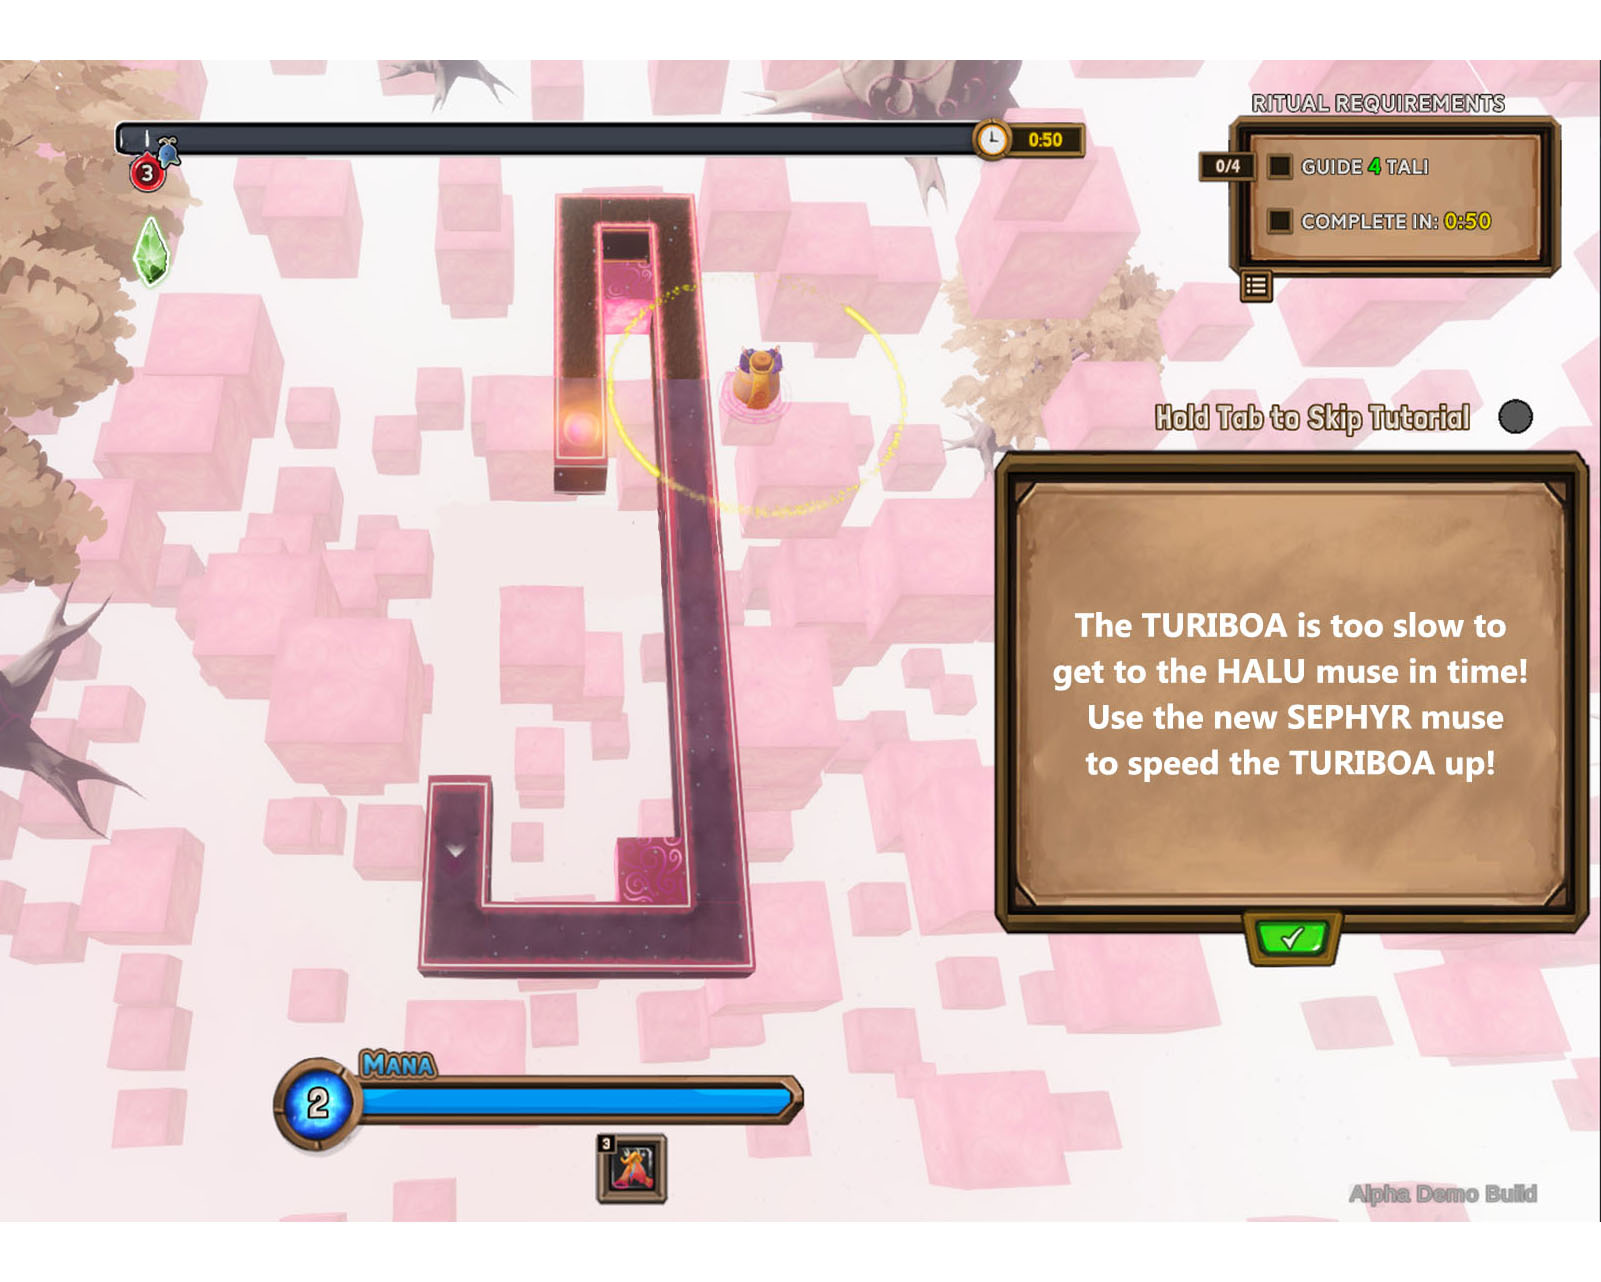 RITUAL REQUIREMENTS
0:50
0/4
GUIDE 4 TALI
3
COMPLETE IN: 0:50
Hold Tab to Skip Tutorial
The TURIBOA is too slow to
get to the HALU muse in time!
Use the new SEPHYR muse
to speed the TURIBOA up!
MANA
2
3
Alpha Demo Build